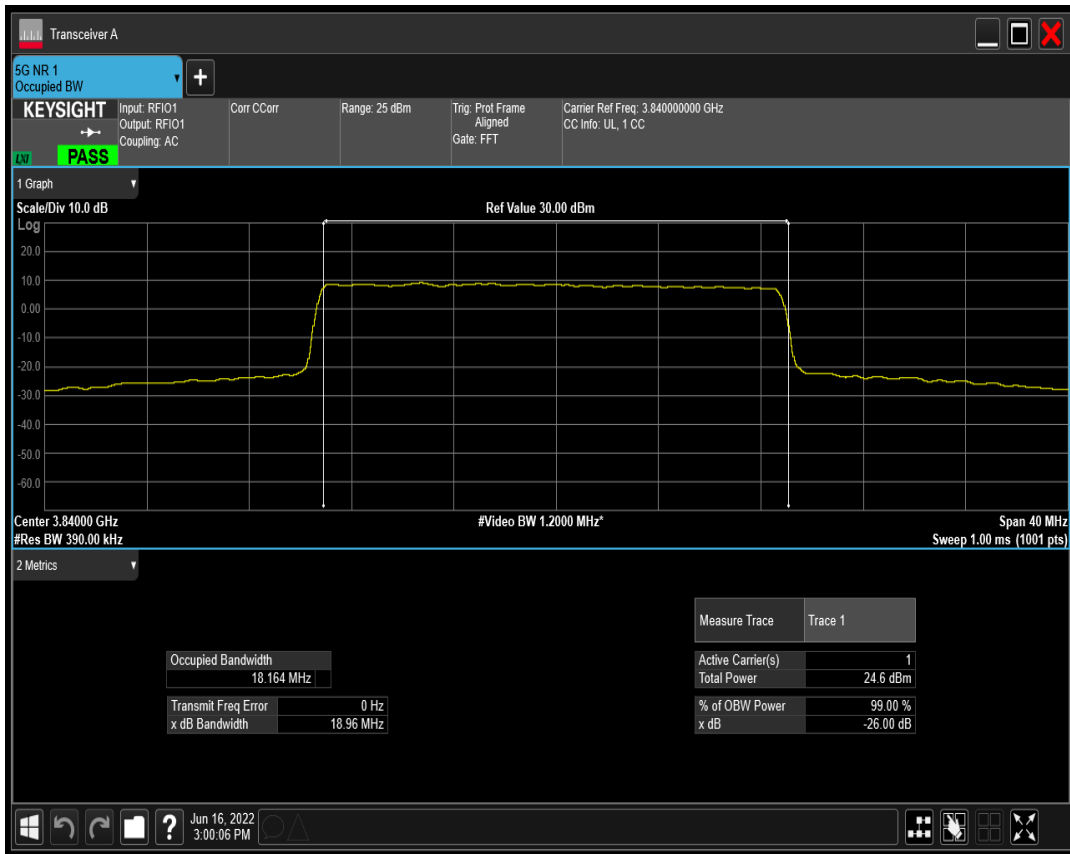 Transceiver A
5G NR 1
Occupied BW
+
KEYSIGHT
LXI
PASS
Input: RFIO1
Output: RFIO1
Coupling: AC
Corr CCorr
Range: 25 dBm
Trig: Prot Frame
Aligned
Gate: FFT
Carrier Ref Freq: 3.840000000 GHz
CC Info: UL, 1 CC
1 Graph
Scale/Div 10.0 dB
Ref Value 30.00 dBm
Log
20.0
10.0
0.00
-10.0
-20.0
-30.0
-40.0
-50.0
-60.0
Center 3.84000 GHz
#Video BW 1.2000 MHz*
Span 40 MHz
#Res BW 390.00 kHz
Sweep 1.00 ms (1001 pts)
2 Metrics
Measure Trace Trace 1
Occupied Bandwidth
18.164 MHz
Active Carrier(s) 1
Total Power 24.6 dBm
Transmit Freq Error 0 Hz
x dB Bandwidth 18.96 MHz
% of OBW Power 99.00 %
x dB -26.00 dB
?
Jun 16, 2022
3:00:06 PM